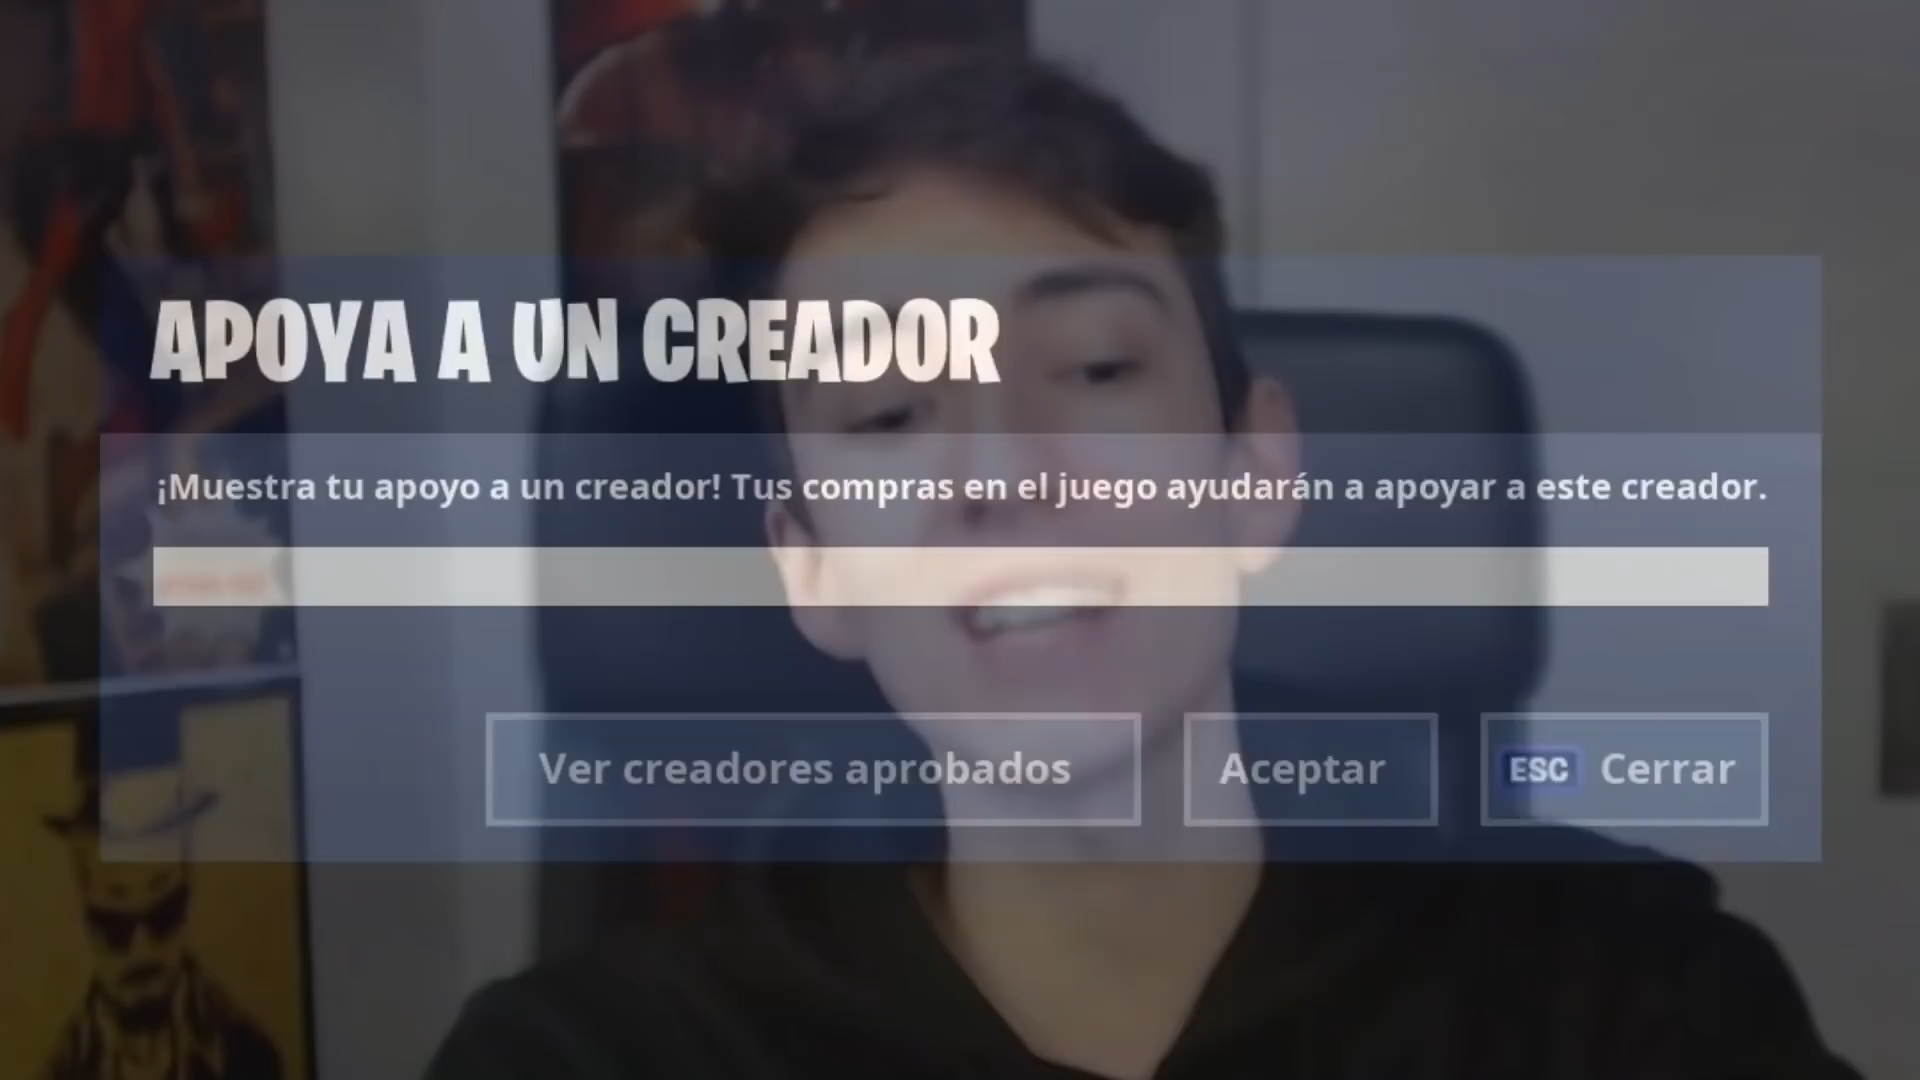 APOYA A UN CREADOR
¡Muestra tu apoyo a un creador! Tus compras en el juego ayudarán a apoyar a este creador.
Ver creadores aprobados
Aceptar
ESC Cerrar